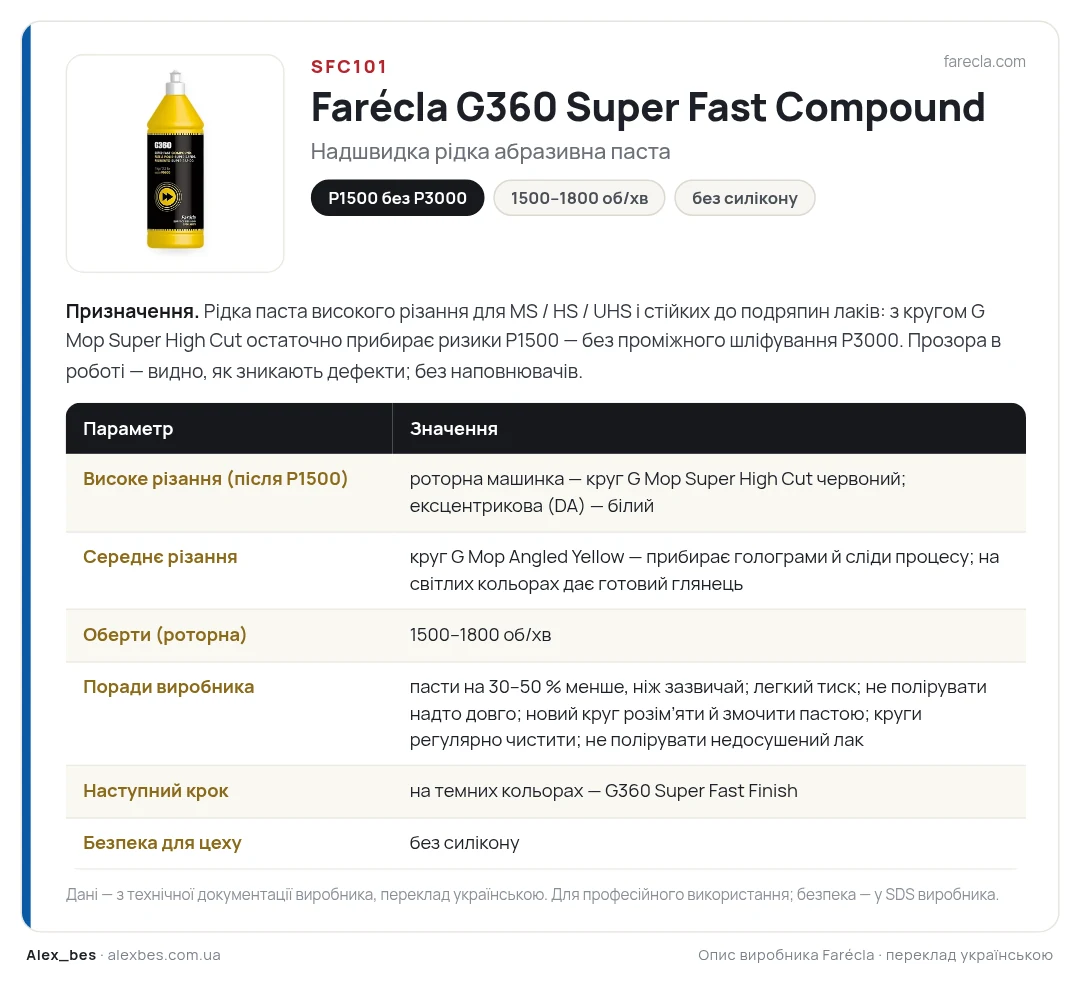 SFC101
farecla.com
Farécla G360 Super Fast Compound
Надшвидка рідка абразивна паста
P1500 без P3000
1500–1800 об/хв
без силікону
G360
Farécla
Призначення. Рідка паста високого різання для MS / HS / UHS і стійких до подряпин лаків: з кругом G
Mop Super High Cut остаточно прибирає ризики P1500 — без проміжного шліфування P3000. Прозора в
роботі — видно, як зникають дефекти; без наповнювачів.
Параметр
Значення
Високе різання (після P1500)
роторна машинка — круг G Mop Super High Cut червоний;
ексцентрикова (DA) — білий
Середнє різання
круг G Mop Angled Yellow — прибирає голограми й сліди процесу; на
світлих кольорах дає готовий глянець
Оберти (роторна)
1500–1800 об/хв
Поради виробника
пасти на 30–50 % менше, ніж зазвичай; легкий тиск; не полірувати
надто довго; новий круг розім’яти й змочити пастою; круги
регулярно чистити; не полірувати недосушений лак
Наступний крок
на темних кольорах — G360 Super Fast Finish
Безпека для цеху
без силікону
Дані — з технічної документації виробника, переклад українською. Для професійного використання; безпека — у SDS виробника.
Alex_bes · alexbes.com.ua
Опис виробника Farécla · переклад українською